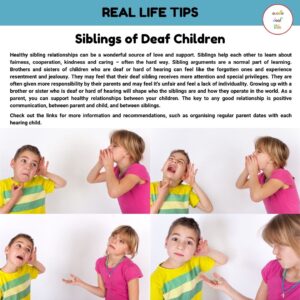 REAL LIFE TIPS
Siblings of Deaf Children
Healthy sibling relationships can be a wonderful source of love and support. Siblings help each other to learn about
fairness, cooperation, kindness and caring – often the hard way. Sibling arguments are a normal part of learning.
Brothers and sisters of children who are deaf or hard of hearing can feel like the forgotten ones and experience
resentment and jealousy. They may feel that their deaf sibling receives more attention and special privileges. They are
often given more responsibility by their parents and may feel it's unfair and feel a lack of individuality. Growing up with a
brother or sister who is deaf or hard of hearing will shape who the siblings are and how they operate in the world. As a
parent, you can support healthy relationships between your children. The key to any good relationship is positive
communication, between parent and child, and between siblings.
Check out the links for more information and recommendations, such as organising regular parent dates with each
hearing child.